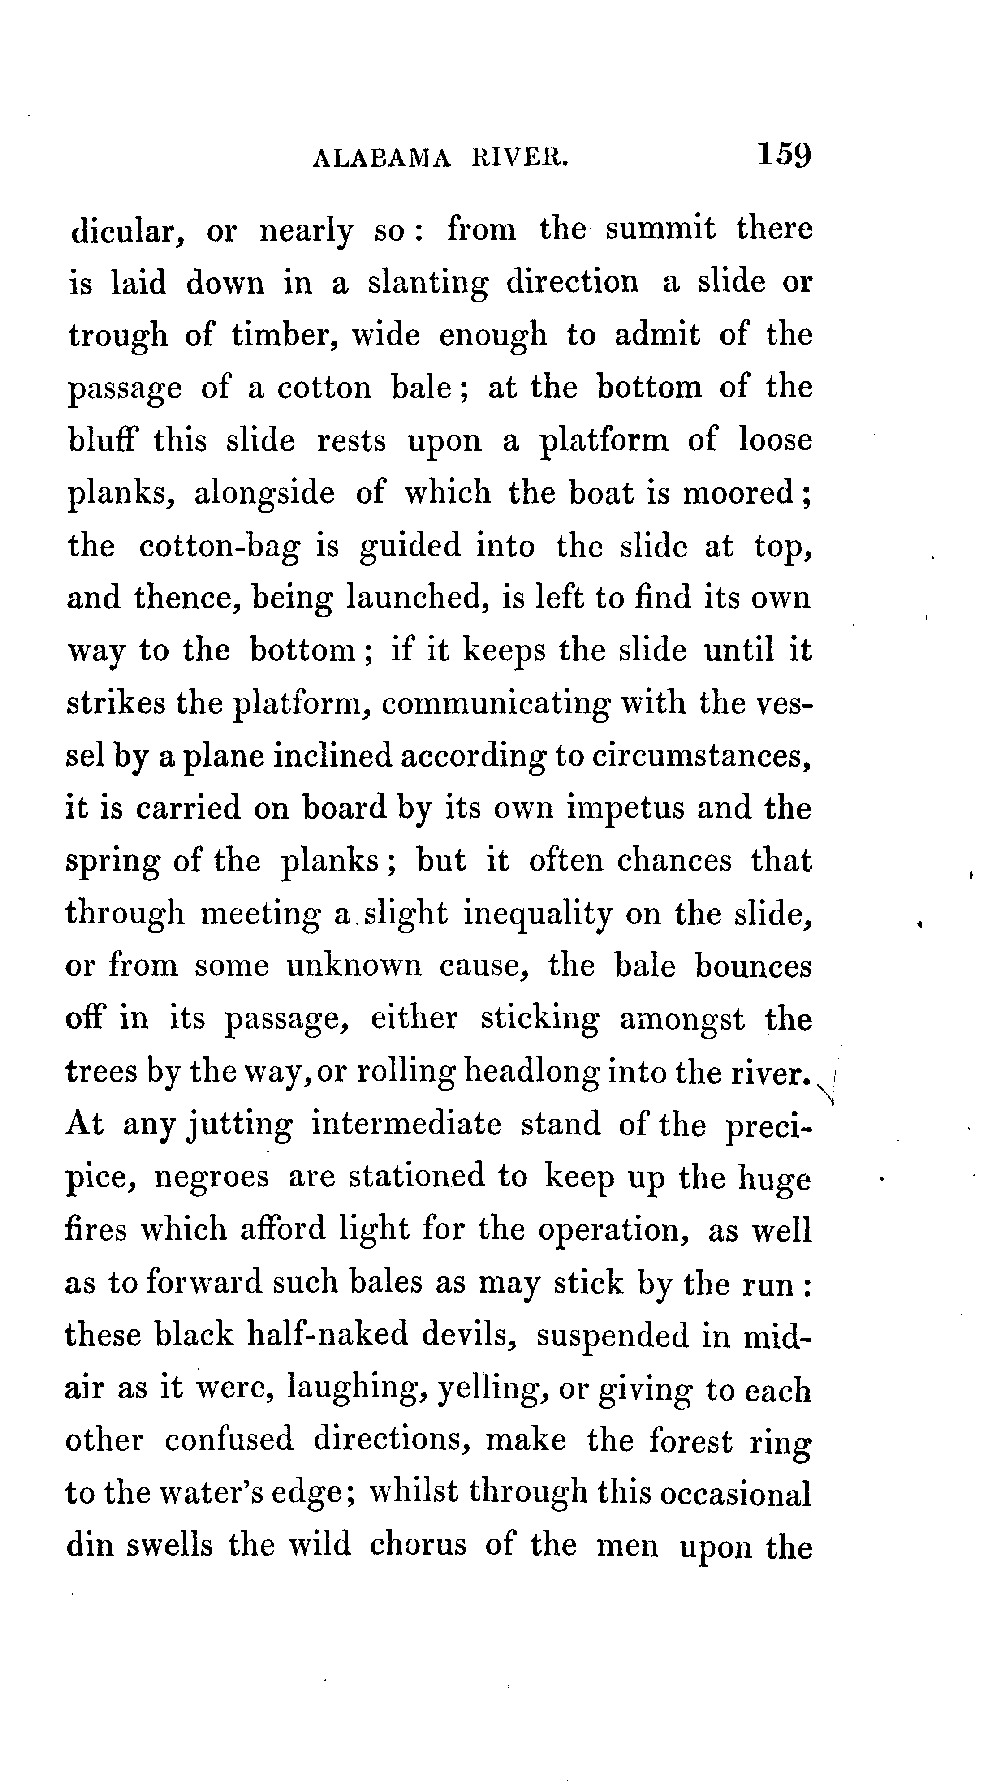 ALABAMA RIVER. 159
dicular, or nearly so : from the summit there
is laid down in a slanting direction a slide or
trough of timber, wide enough to admit of the
passage of a cotton bale ; at the bottom of the
bluff this slide rests upon a platform of loose
planks, alongside of which the boat is moored ;
the cotton-bag is guided into the slide at top,
and thence, being launched, is left to find its own
way to the bottom ; if it keeps the slide until it
strikes the platform, communicating with the ves-
sel by a plane inclined according to circumstances,
it is carried on board by its own impetus and the
spring of the planks ; but it often chances that
through meeting a slight inequality on the slide,
or from some unknown cause, the bale bounces
off in its passage, either sticking amongst the
trees by the way, or rolling headlong into the river.
At any jutting intermediate stand of the preci-
pice, negroes are stationed to keep up the huge
fires which afford light for the operation, as well
as to forward such bales as may stick by the run :
these black half-naked devils, suspended in mid-
air as it were, laughing, yelling, or giving to each
other confused directions, make the forest ring
to the water's edge; whilst through this occasional
din swells the wild chorus of the men upon the